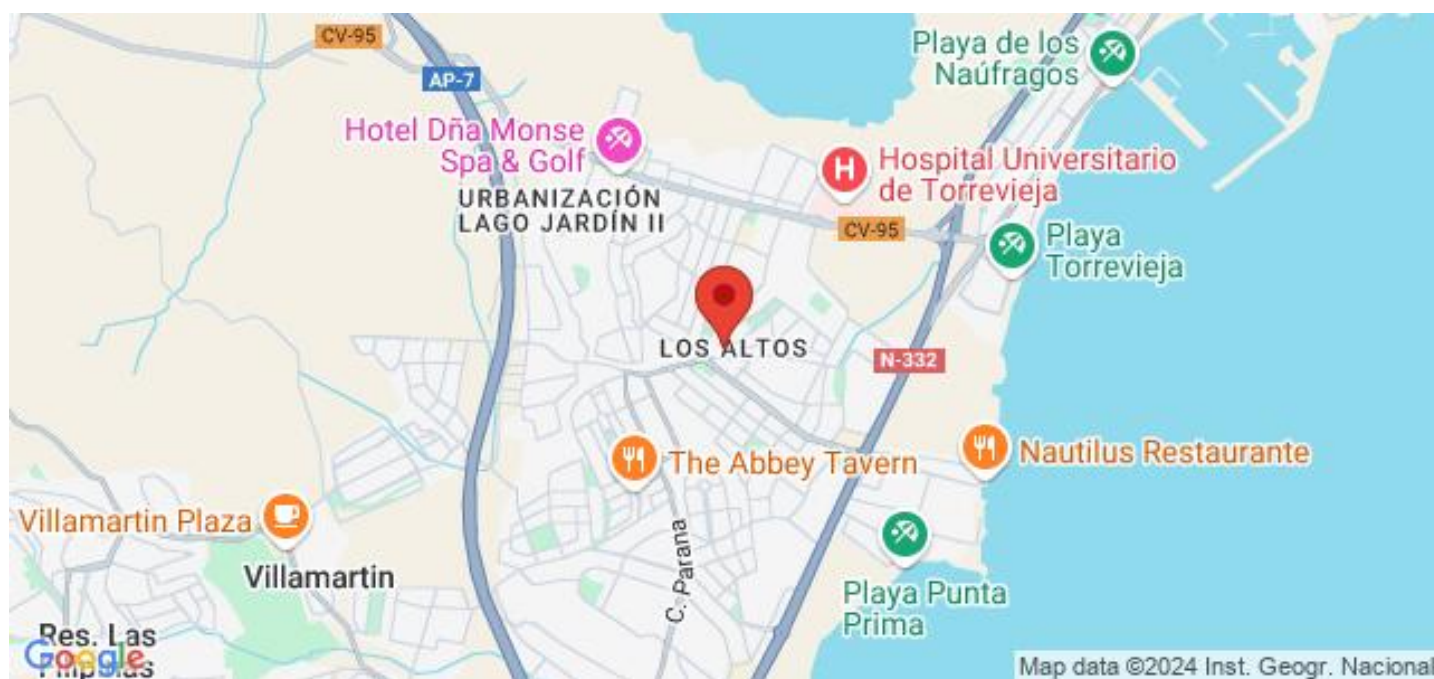 CV-95
AP-7
Playa de los
Naúfragos
Hotel Dña Monse
Spa & Golf
URBANIZACIÓN
LAGO JARDÍN II
Hospital Universitario
de Torrevieja
H
CV-95
Playa
Torrevieja
LOS ALTOS
N-332
The Abbey Tavern
Nautilus Restaurante
Villamartin Plaza
Villamartin
C. Parana
Playa Punta
Prima
Res. Las
Google
Map data ©2024 Inst. Geogr. Nacional